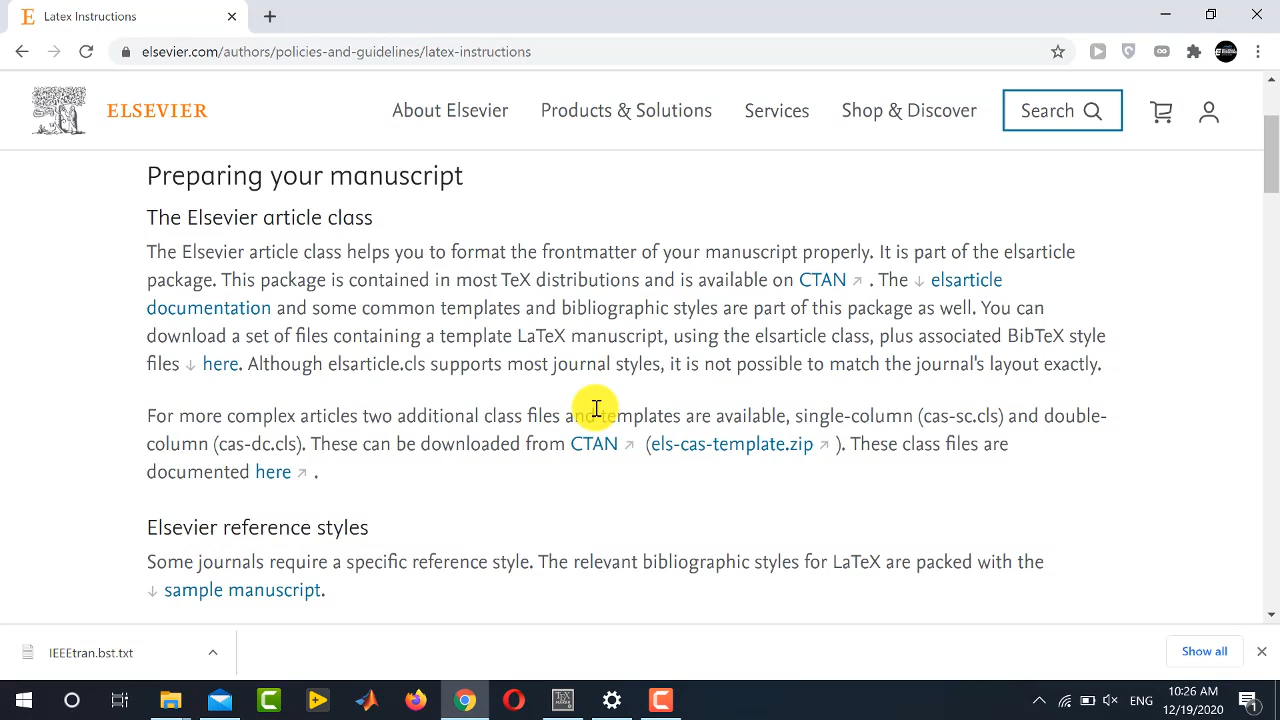 Latex Instructions
elsevier.com/authors/policies-and-guidelines/latex-instructions
ELSEVIER
About Elsevier
Products & Solutions
Services
Shop & Discover
Search
Preparing your manuscript
The Elsevier article class
The Elsevier article class helps you to format the frontmatter of your manuscript properly. It is part of the elsarticle
package. This package is contained in most TeX distributions and is available on CTAN ↗ . The ↓ elsarticle
documentation and some common templates and bibliographic styles are part of this package as well. You can
download a set of files containing a template LaTeX manuscript, using the elsarticle class, plus associated BibTeX style
files ↓ here. Although elsarticle.cls supports most journal styles, it is not possible to match the journal's layout exactly.
For more complex articles two additional class files and templates are available, single-column (cas-sc.cls) and double-
column (cas-dc.cls). These can be downloaded from CTAN ↗ (els-cas-template.zip ↗ ). These class files are
documented here ↗ .
Elsevier reference styles
Some journals require a specific reference style. The relevant bibliographic styles for LaTeX are packed with the
↓ sample manuscript.
IEEEtran.bst.txt
Show all
ENG
10:26 AM
12/19/2020